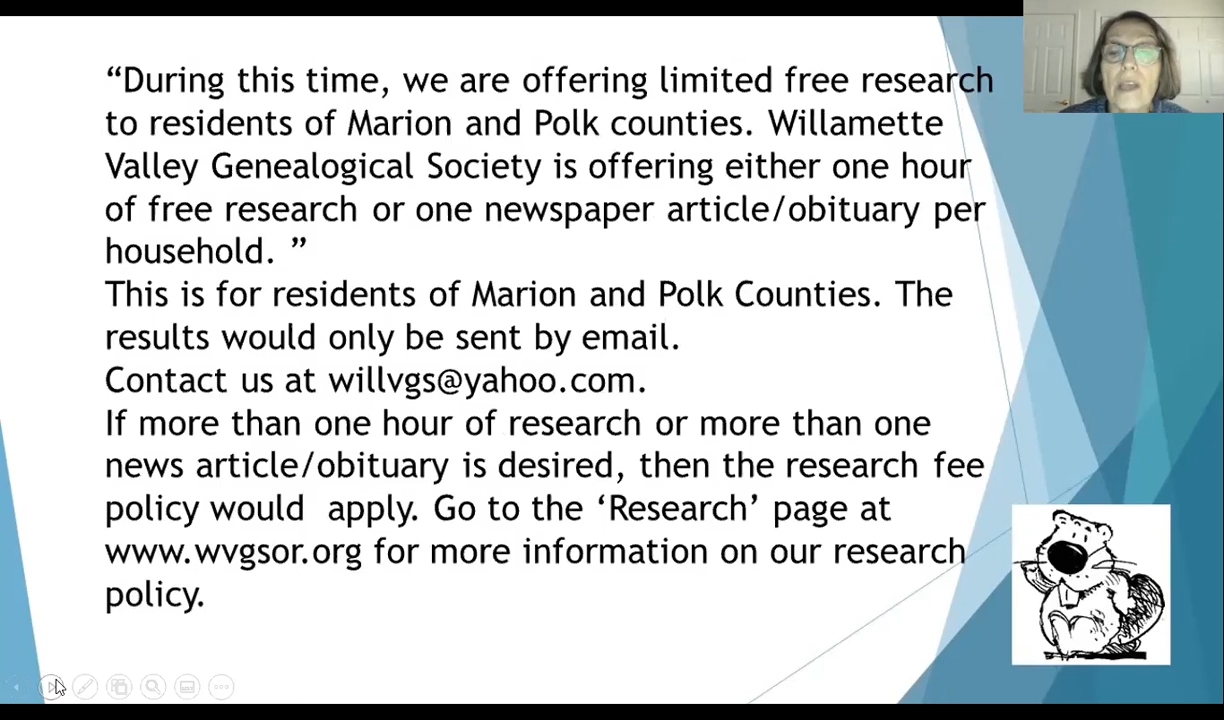 “During this time, we are offering limited free research
to residents of Marion and Polk counties. Willamette
Valley Genealogical Society is offering either one hour
of free research or one newspaper article/obituary per
household. ”
This is for residents of Marion and Polk Counties. The
results would only be sent by email.
Contact us at willvgs@yahoo.com.
If more than one hour of research or more than one
news article/obituary is desired, then the research fee
policy would  apply. Go to the ‘Research’ page at
www.wvgsor.org for more information on our research
policy.